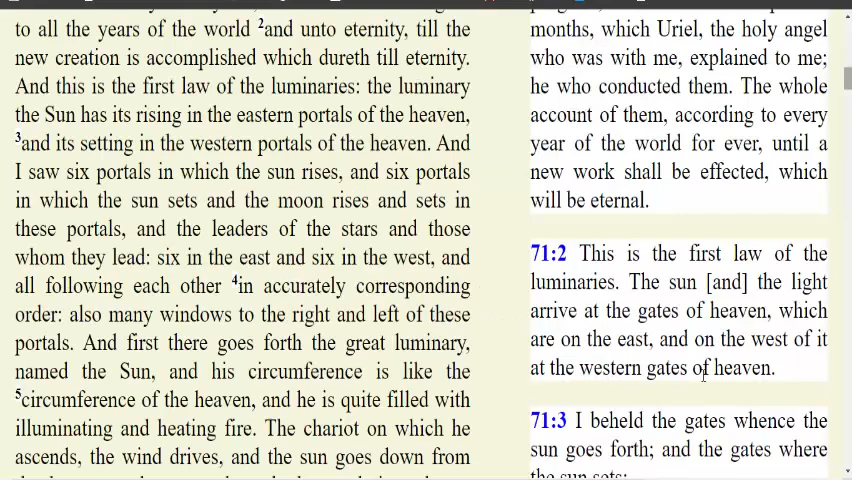 to all the years of the world ²and unto eternity, till the
new creation is accomplished which dureth till eternity.
And this is the first law of the luminaries: the luminary
the Sun has its rising in the eastern portals of the heaven,
³and its setting in the western portals of the heaven. And
I saw six portals in which the sun rises, and six portals
in which the sun sets and the moon rises and sets in
these portals, and the leaders of the stars and those
whom they lead: six in the east and six in the west, and
all following each other ⁴in accurately corresponding
order: also many windows to the right and left of these
portals. And first there goes forth the great luminary,
named the Sun, and his circumference is like the
⁵circumference of the heaven, and he is quite filled with
illuminating and heating fire. The chariot on which he
ascends, the wind drives, and the sun goes down from
months, which Uriel, the holy angel
who was with me, explained to me;
he who conducted them. The whole
account of them, according to every
year of the world for ever, until a
new work shall be effected, which
will be eternal.
71:2 This is the first law of the
luminaries. The sun [and] the light
arrive at the gates of heaven, which
are on the east, and on the west of it
at the western gates of heaven.
71:3 I beheld the gates whence the
sun goes forth; and the gates where
the sun sets;